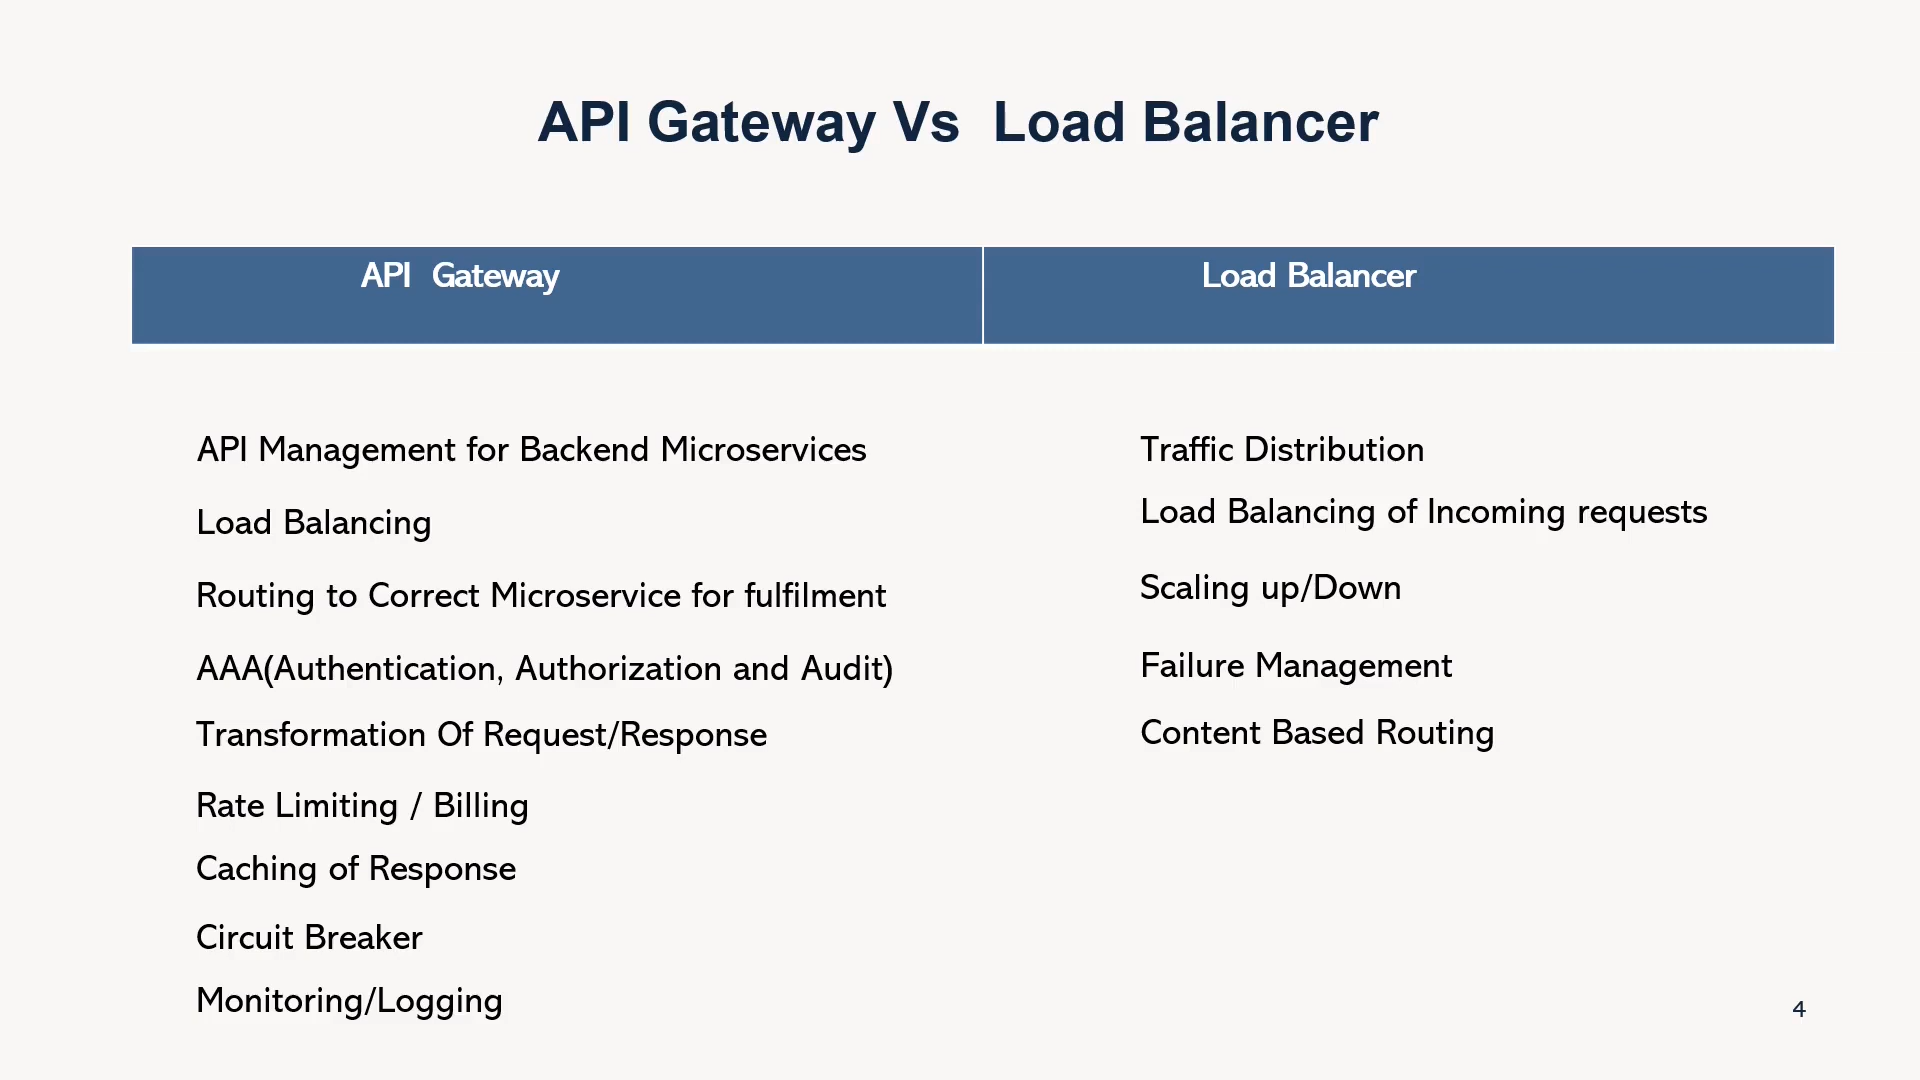 API Gateway Vs  Load Balancer
API  Gateway
Load Balancer
API Management for Backend Microservices
Load Balancing
Routing to Correct Microservice for fulfilment
AAA(Authentication, Authorization and Audit)
Transformation Of Request/Response
Rate Limiting / Billing
Caching of Response
Circuit Breaker
Monitoring/Logging
Traffic Distribution
Load Balancing of Incoming requests
Scaling up/Down
Failure Management
Content Based Routing
4